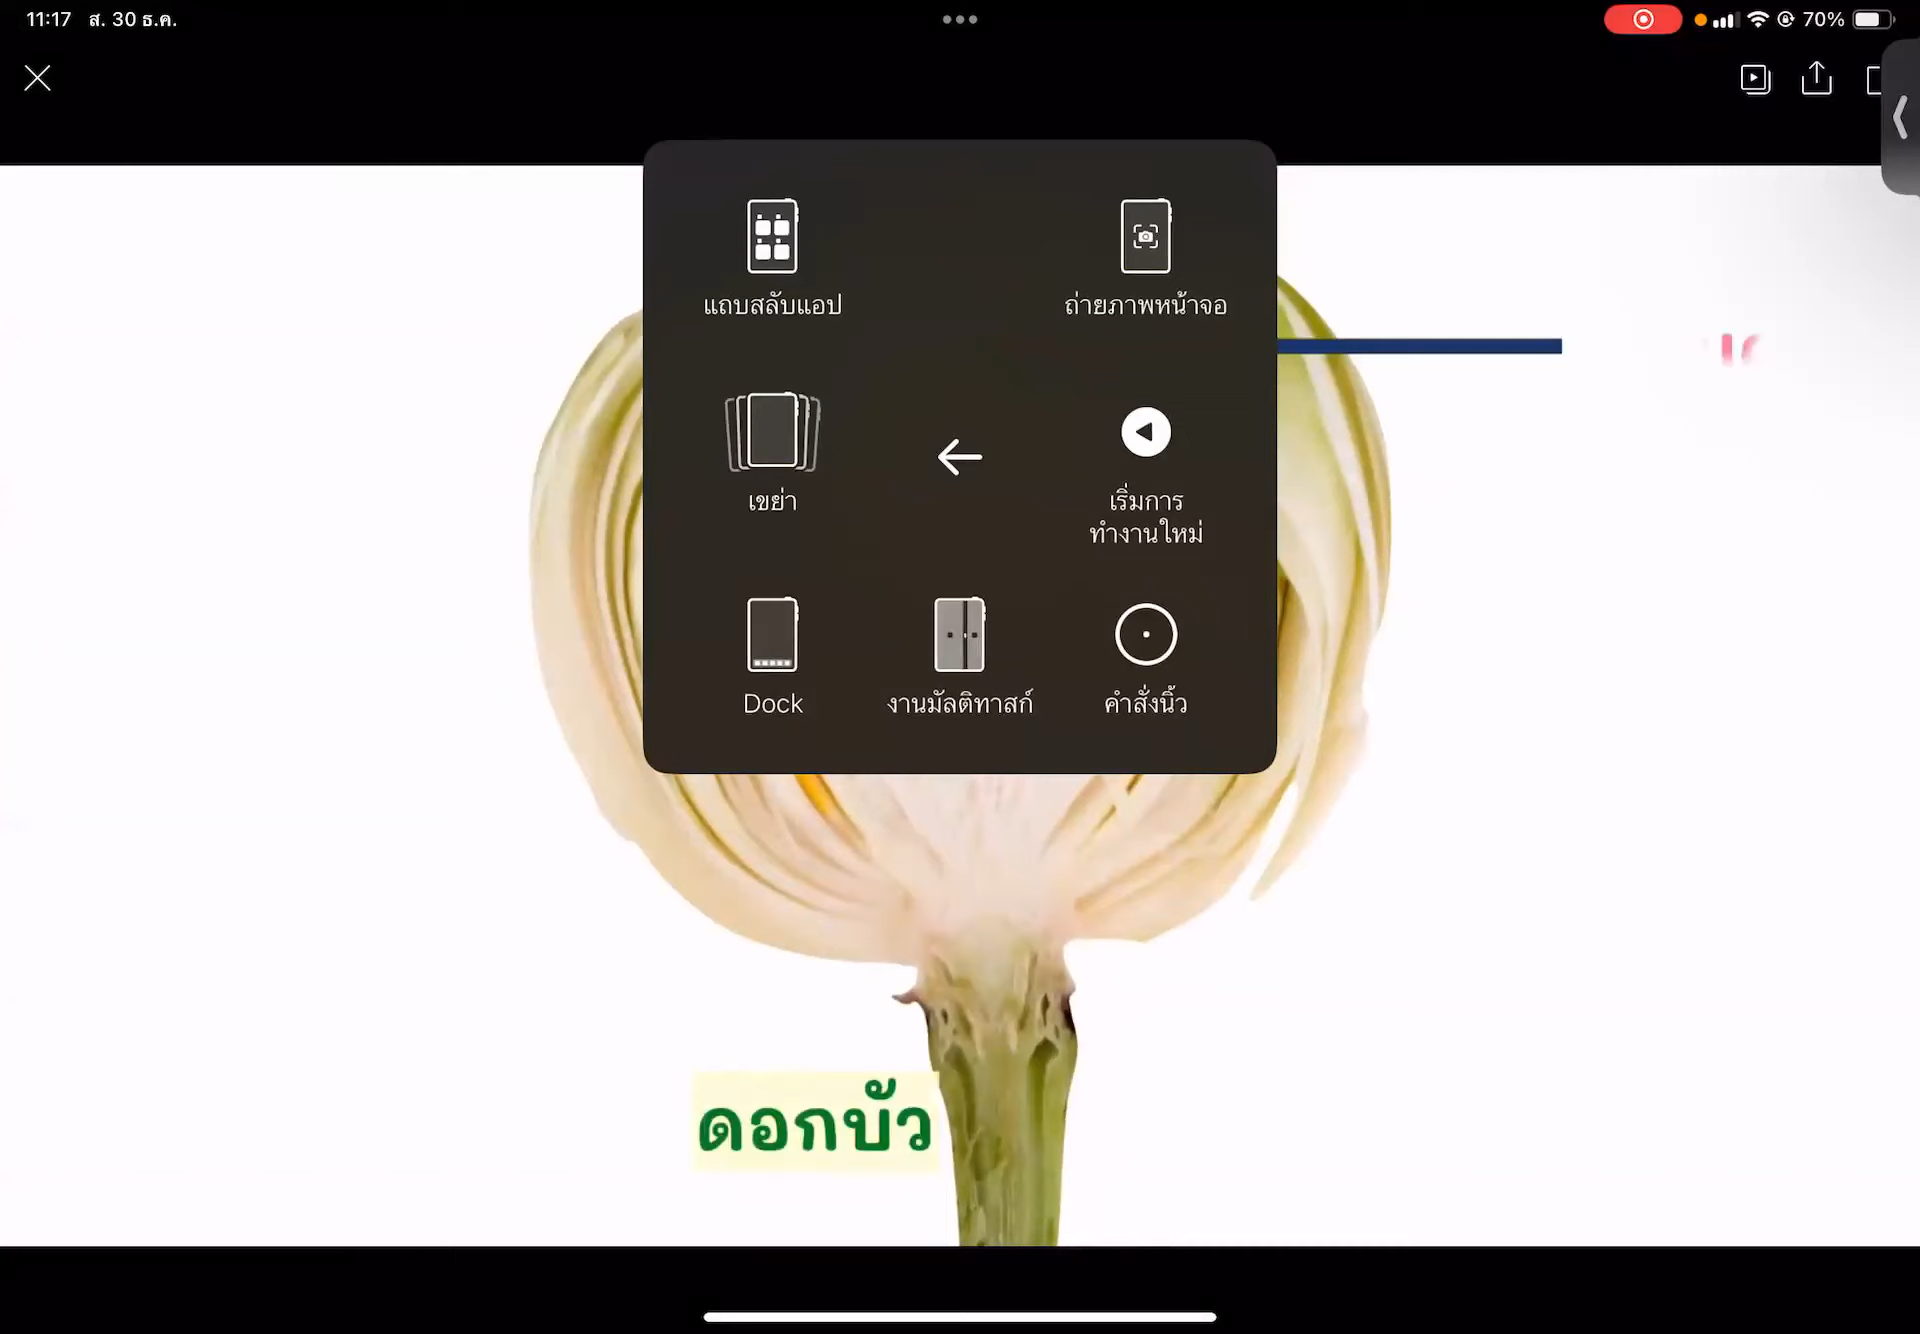 11:17 ส. 30 ธ.ค.
70%
แถบสลับแอป
ถ่ายภาพหน้าจอ
เขย่า
เริ่มการ
ทำงานใหม่
Dock
งานมัลติทาสก์
คำสั่งนิ้ว
ดอกบัว